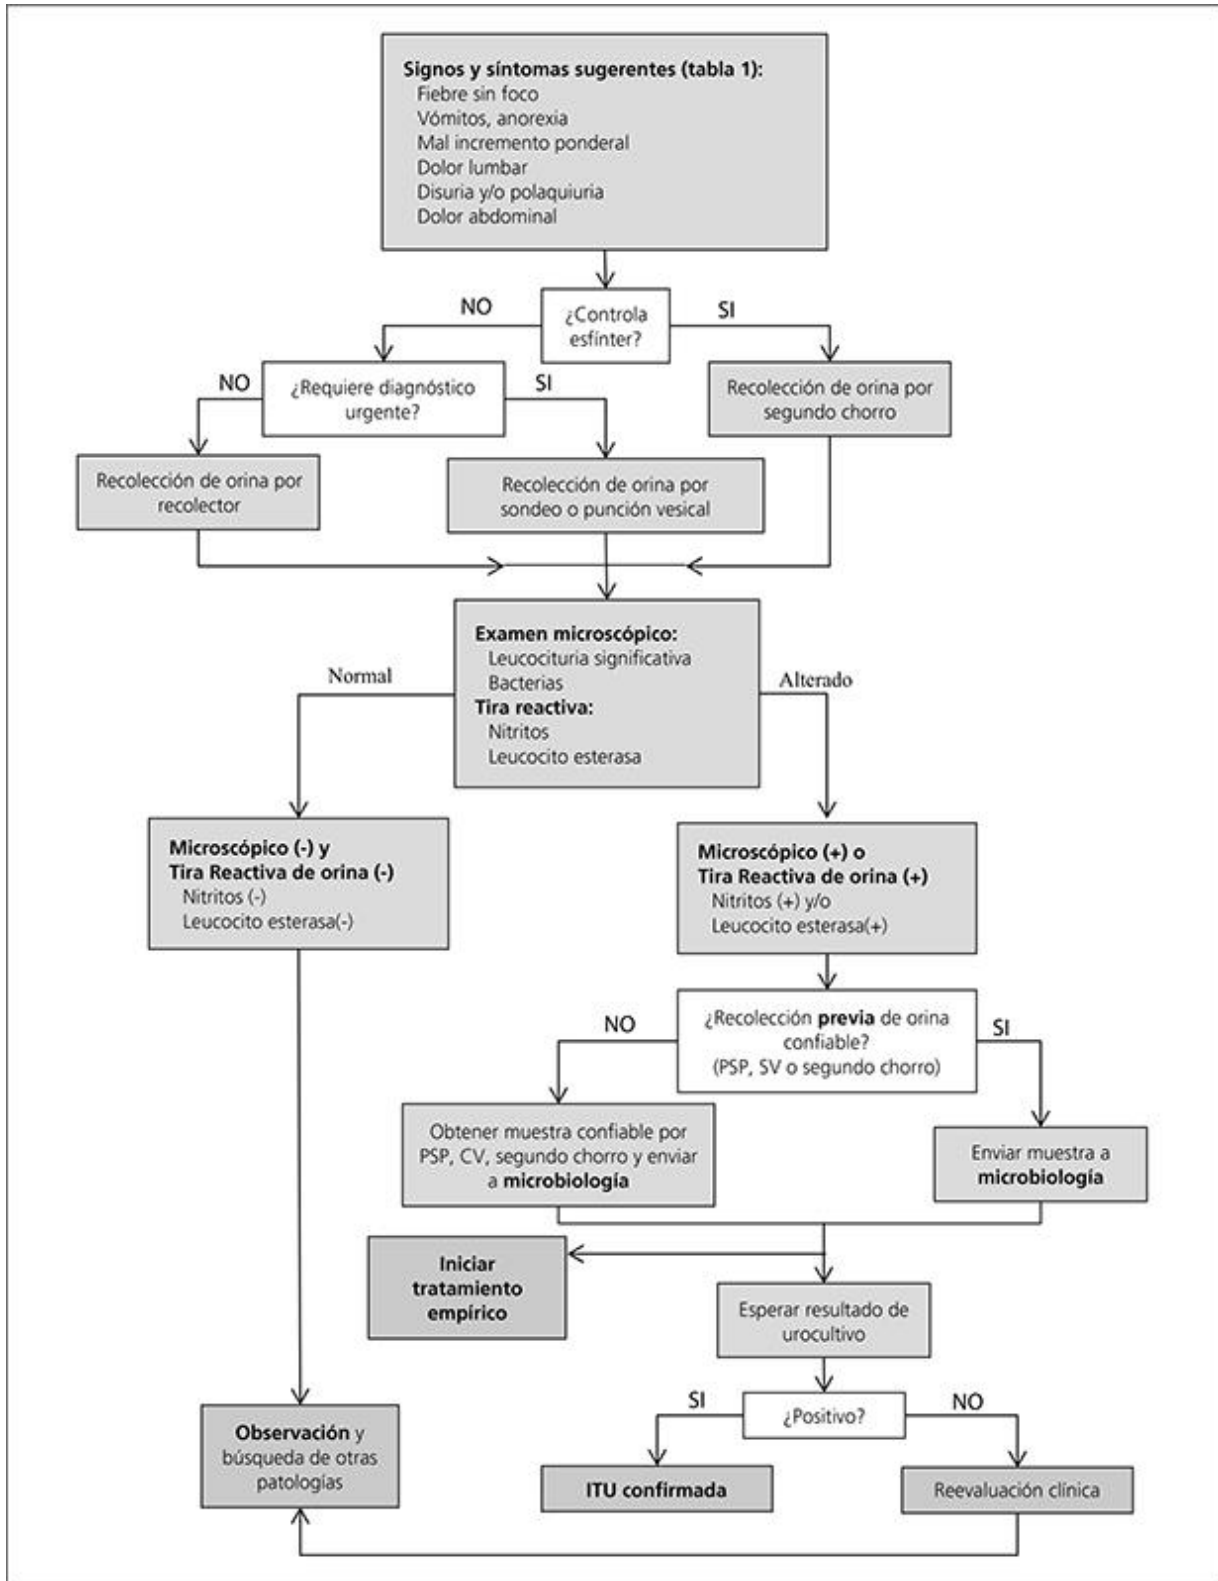 Signos y síntomas sugerentes (tabla 1):
Fiebre sin foco
Vómitos, anorexia
Mal incremento ponderal
Dolor lumbar
Disuria y/o polaquiuria
Dolor abdominal
NO
¿Controla
esfínter?
SI
NO
¿Requiere diagnóstico
urgente?
SI
Recolección de orina por
segundo chorro
Recolección de orina por
recolector
Recolección de orina por
sondeo o punción vesical
Examen microscópico:
Leucocituria significativa
Bacterias
Tira reactiva:
Nitritos
Leucocito esterasa
Normal
Alterado
Microscópico (-) y
Tira Reactiva de orina (-)
Nitritos (-)
Leucocito esterasa(-)
Microscópico (+) o
Tira Reactiva de orina (+)
Nitritos (+) y/o
Leucocito esterasa(+)
NO
¿Recolección previa de orina
confiable?
(PSP, SV o segundo chorro)
SI
Obtener muestra confiable por
PSP, CV, segundo chorro y enviar
a microbiología
Enviar muestra a
microbiología
Iniciar
tratamiento
empírico
Esperar resultado de
urocultivo
SI
¿Positivo?
NO
Observación y
búsqueda de otras
patologías
ITU confirmada
Reevaluación clínica